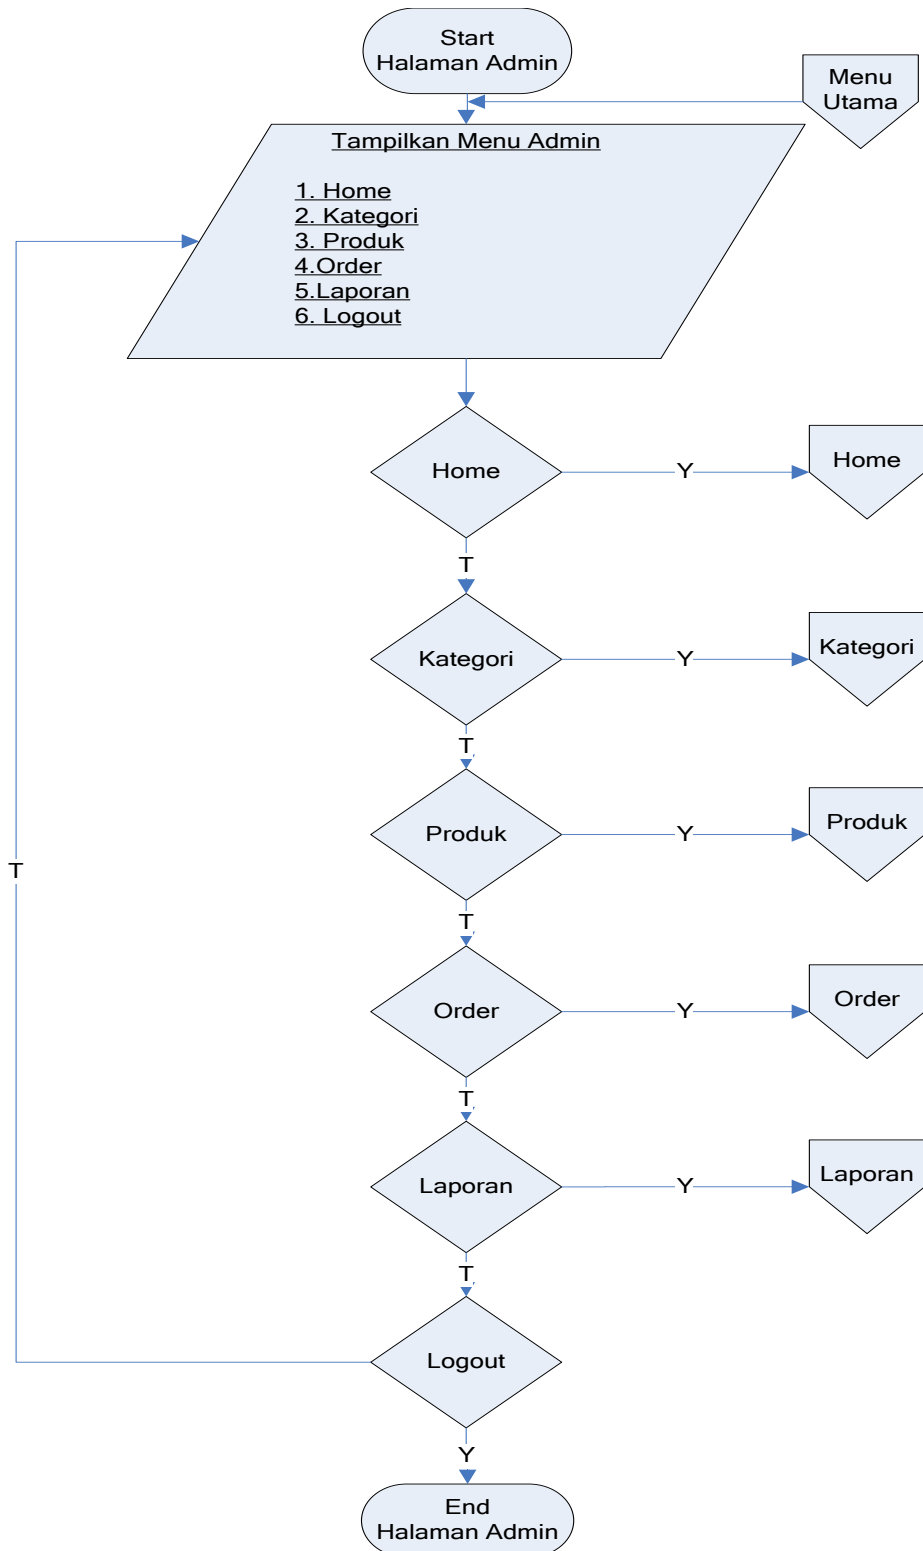 Start
Halaman Admin
Menu
Utama
Tampilkan Menu Admin
1. Home
2. Kategori
3. Produk
4.Order
5.Laporan
6. Logout
Home
Y
Home
T
Kategori
Y
Kategori
T
Produk
Y
Produk
T
T
Order
Y
Order
T
Laporan
Y
Laporan
T
Logout
Y
End
Halaman Admin